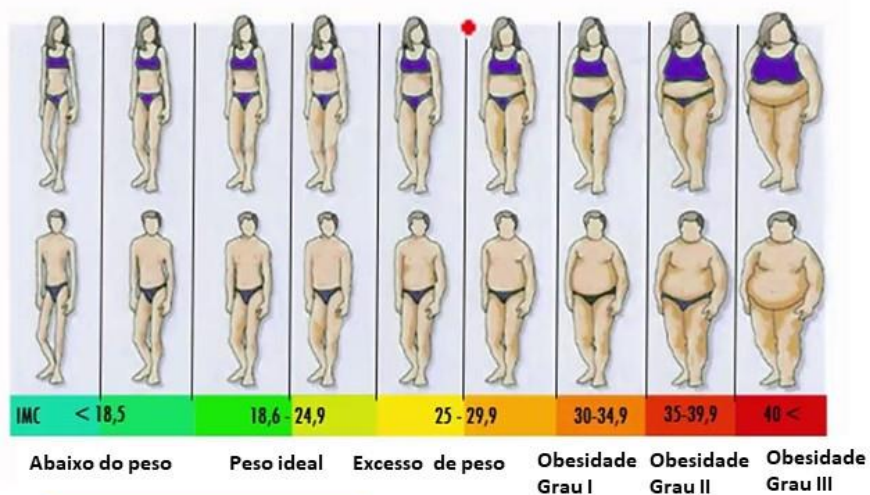 IMC < 18,5 18,6 - 24,9 25 - 29,9 30-34,9 35-39,9 40 <
Abaixo do peso Peso ideal Excesso de peso Obesidade Obesidade Obesidade
Grau I Grau II Grau III